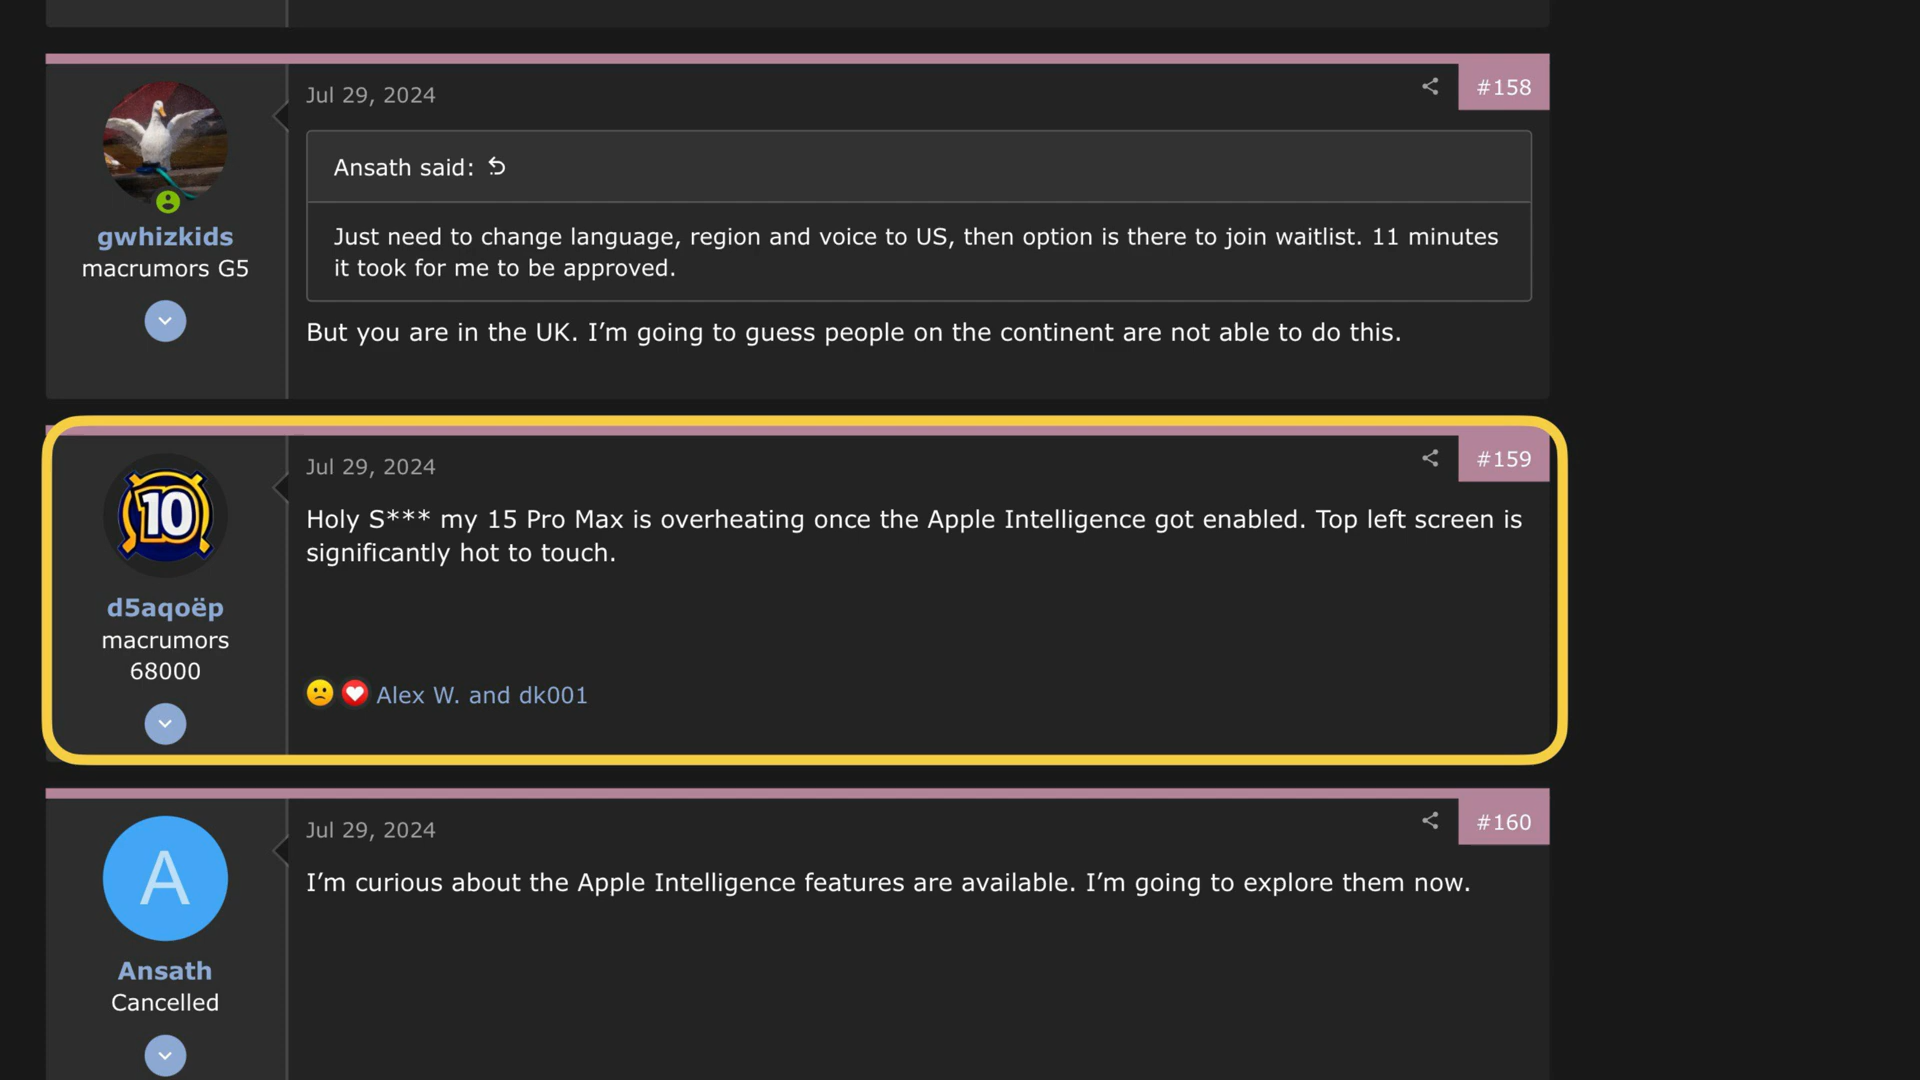 Jul 29, 2024
#158
Ansath said:
Just need to change language, region and voice to US, then option is there to join waitlist. 11 minutes
it took for me to be approved.
gwhizkids
macrumors G5
But you are in the UK. I’m going to guess people on the continent are not able to do this.
Jul 29, 2024
#159
10
Holy S*** my 15 Pro Max is overheating once the Apple Intelligence got enabled. Top left screen is
significantly hot to touch.
d5aqoëp
macrumors
68000
Alex W. and dk001
Jul 29, 2024
#160
A
I’m curious about the Apple Intelligence features are available. I’m going to explore them now.
Ansath
Cancelled